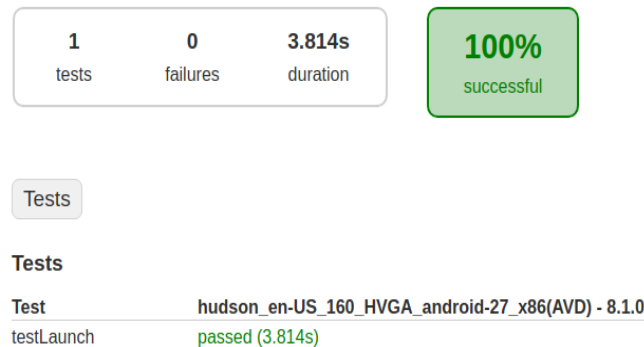 1 0 3.814s 100%
tests failures duration successful
Tests
Tests
Test hudson_en-US_160_HVGA_android-27_x86(AVD) - 8.1.0
testLaunch passed (3.814s)